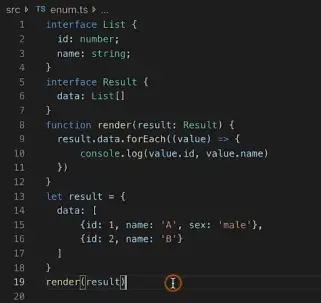 src > TS enum.ts > ...
1 interface List {
2 id: number;
3 name: string;
4 }
5 interface Result {
6 data: List[]
7 }
8 function render(result: Result) {
9 result.data.forEach((value) => {
10 console.log(value.id, value.name)
11 })
12 }
13 let result = {
14 data: [
15 {id: 1, name: 'A', sex: 'male'},
16 {id: 2, name: 'B'}
17 ]
18 }
19 render(result)
20